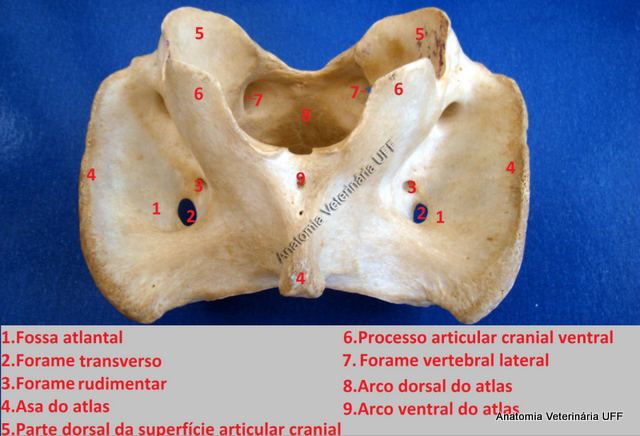 5
5
6
7
8
7
6
4
3
9
3
4
1
2
2
1
4
Anatomia Veterinária UFF
1.Fossa atlantal
2.Forame transverso
3.Forame rudimentar
4.Asa do atlas
5.Parte dorsal da superfície articular cranial
6.Processo articular cranial ventral
7. Forame vertebral lateral
8.Arco dorsal do atlas
9.Arco ventral do atlas
Anatomia Veterinária UFF